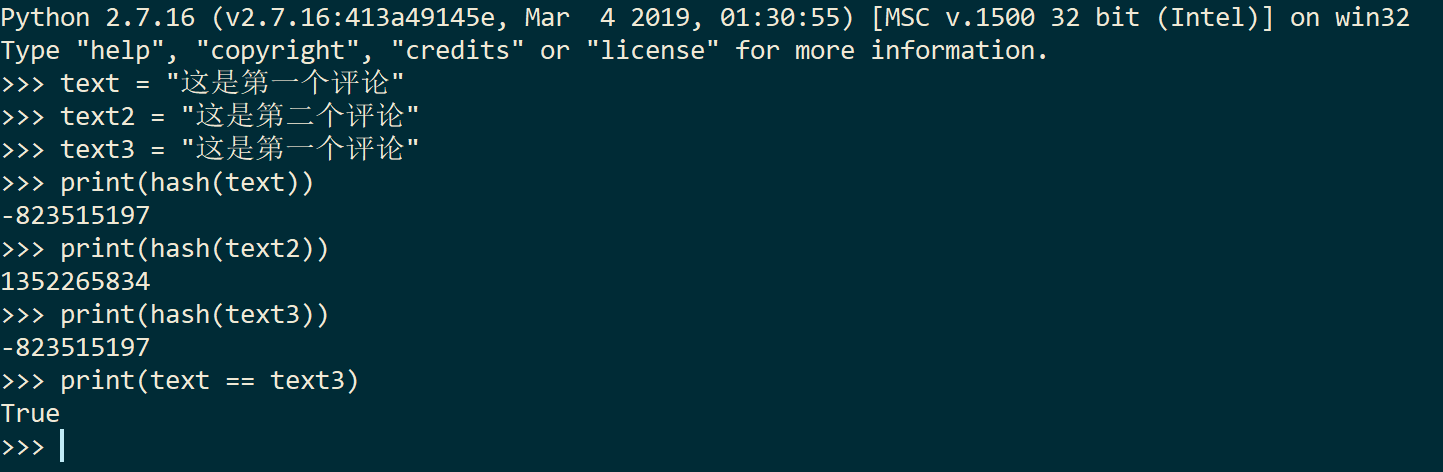 Python 2.7.16 (v2.7.16:413a49145e, Mar  4 2019, 01:30:55) [MSC v.1500 32 bit (Intel)] on win32
Type "help", "copyright", "credits" or "license" for more information.
>>> text = "这是第一个评论"
>>> text2 = "这是第二个评论"
>>> text3 = "这是第一个评论"
>>> print(hash(text))
-823515197
>>> print(hash(text2))
1352265834
>>> print(hash(text3))
-823515197
>>> print(text == text3)
True
>>>